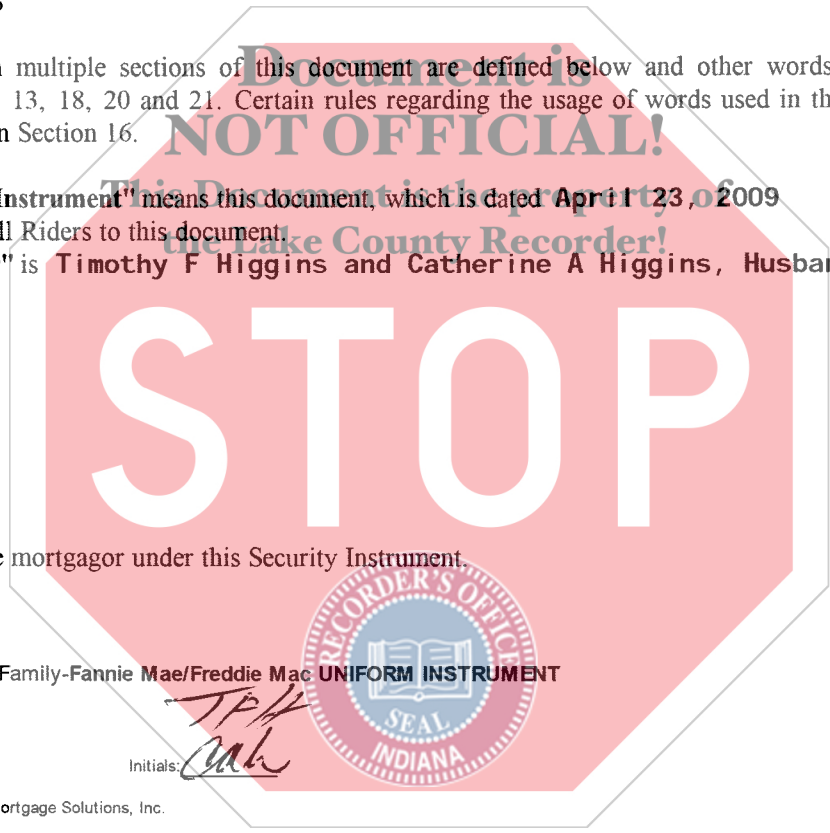 multiple sections of this document are defined below and other words
13, 18, 20 and 21. Certain rules regarding the usage of words used in th
n Section 16.
Document is
NOT OFFICIAL!
This Document is the property of
the Lake County Recorder!
Instrument" means this document, which is dated April 23, 2009
ll Riders to this document.
" is Timothy F Higgins and Catherine A Higgins, Husban
STOP
e mortgagor under this Security Instrument.
RECORDER'S OFFICE
SEAL
INDIANA
Family-Fannie Mae/Freddie Mac UNIFORM INSTRUMENT
TFH
Initials: CAH
ortgage Solutions, Inc.